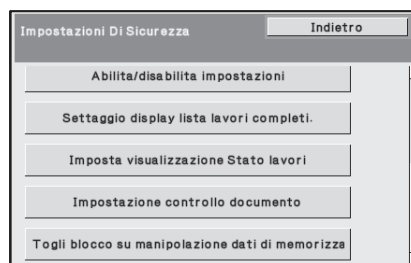 Impostazioni Di Sicurezza
Indietro
Abilita/disabilita impostazioni
Settaggio display lista lavori completi.
Imposta visualizzazione Stato lavori
Impostazione controllo documento
Togli blocco su manipolazione dati di memorizza